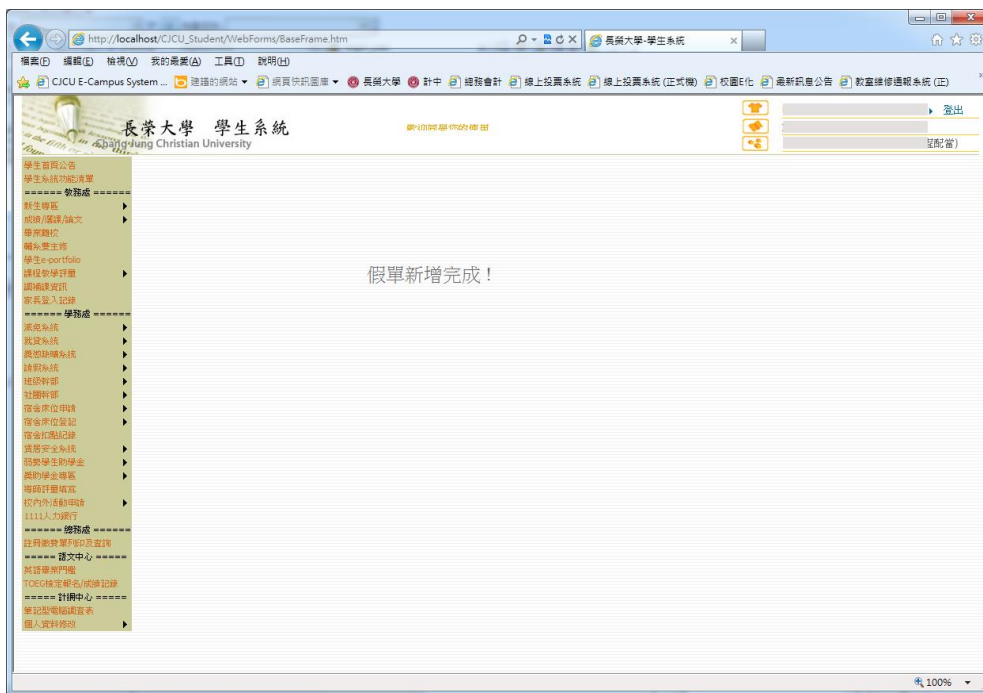 http://localhost/CJCU_Student/WebForms/BaseFrame.htm
長榮大學-學生系統
檔案(F) 編輯(E) 檢視(V) 我的最愛(A) 工具(T) 說明(H)
CJCU E-Campus System ... 建議的網站 網頁快訊圖庫 長榮大學 計中 總務會計 線上投票系統 線上投票系統 (正式機) 校園E化 最新訊息公告 教室維修通報系統 (正)
登出
長榮大學 學生系統
Chang Jung Christian University
歡迎同學你的使用
程配當)
學生首頁公告
學生系統功能清單
====== 教務處 ======
新生專區
成績/選課/論文
畢業離校
輔系雙主修
學生e-portfolio
課程教學評量
調補課資訊
家長登入記錄
====== 學務處 ======
減免系統
就貸系統
獎懲缺曠系統
請假系統
班級幹部
社團幹部
宿舍床位申請
宿舍床位登記
宿舍扣點記錄
賃居安全系統
弱勢學生助學金
獎助學金專區
導師評量填寫
校內外活動申請
1111人力銀行
====== 總務處 ======
註冊繳費單列印及查詢
===== 語文中心 =====
英語畢業門檻
TOEG檢定報名/成績記錄
===== 計網中心 =====
筆記型電腦調查表
個人資料修改
假單新增完成！
100%